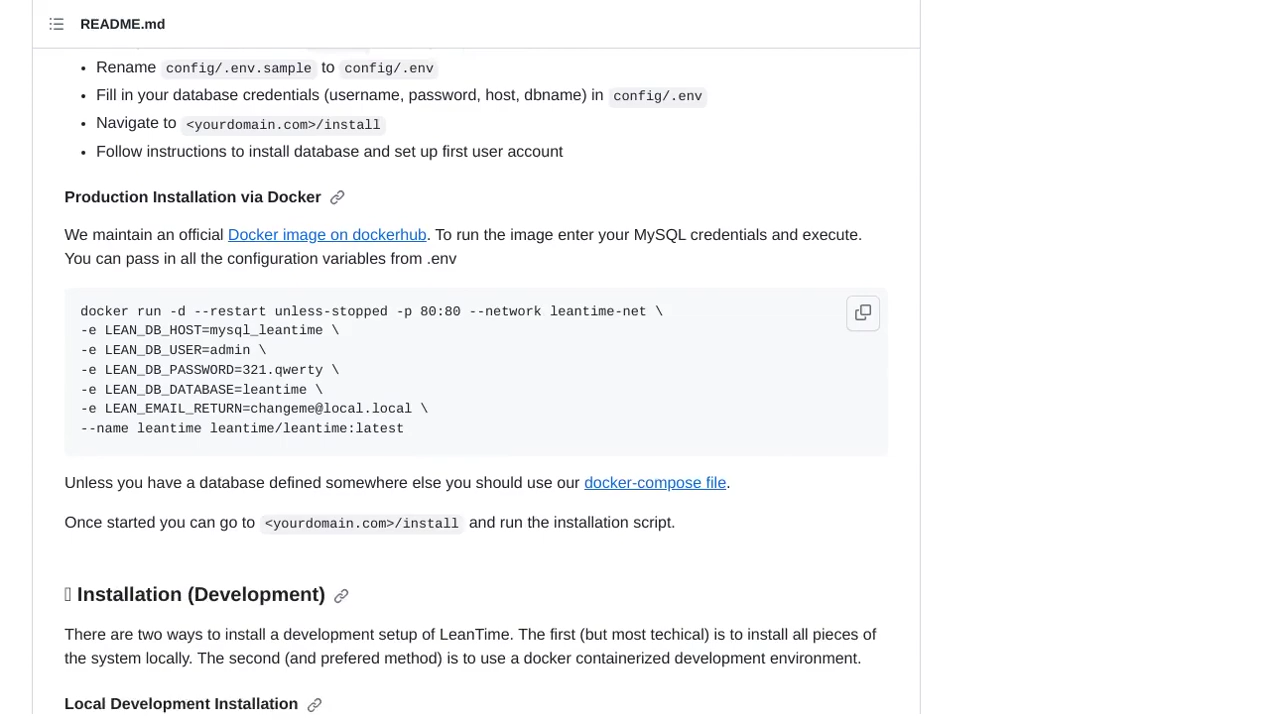 README.md
Rename config/.env.sample to config/.env
Fill in your database credentials (username, password, host, dbname) in config/.env
Navigate to <yourdomain.com>/install
Follow instructions to install database and set up first user account
Production Installation via Docker
We maintain an official Docker image on dockerhub. To run the image enter your MySQL credentials and execute.
You can pass in all the configuration variables from .env
docker run -d --restart unless-stopped -p 80:80 --network leantime-net \
-e LEAN_DB_HOST=mysql_leantime \
-e LEAN_DB_USER=admin \
-e LEAN_DB_PASSWORD=321.qwerty \
-e LEAN_DB_DATABASE=leantime \
-e LEAN_EMAIL_RETURN=changeme@local.local \
--name leantime leantime/leantime:latest
Unless you have a database defined somewhere else you should use our docker-compose file.
Once started you can go to <yourdomain.com>/install and run the installation script.
Installation (Development)
There are two ways to install a development setup of LeanTime. The first (but most techical) is to install all pieces of
the system locally. The second (and prefered method) is to use a docker containerized development environment.
Local Development Installation